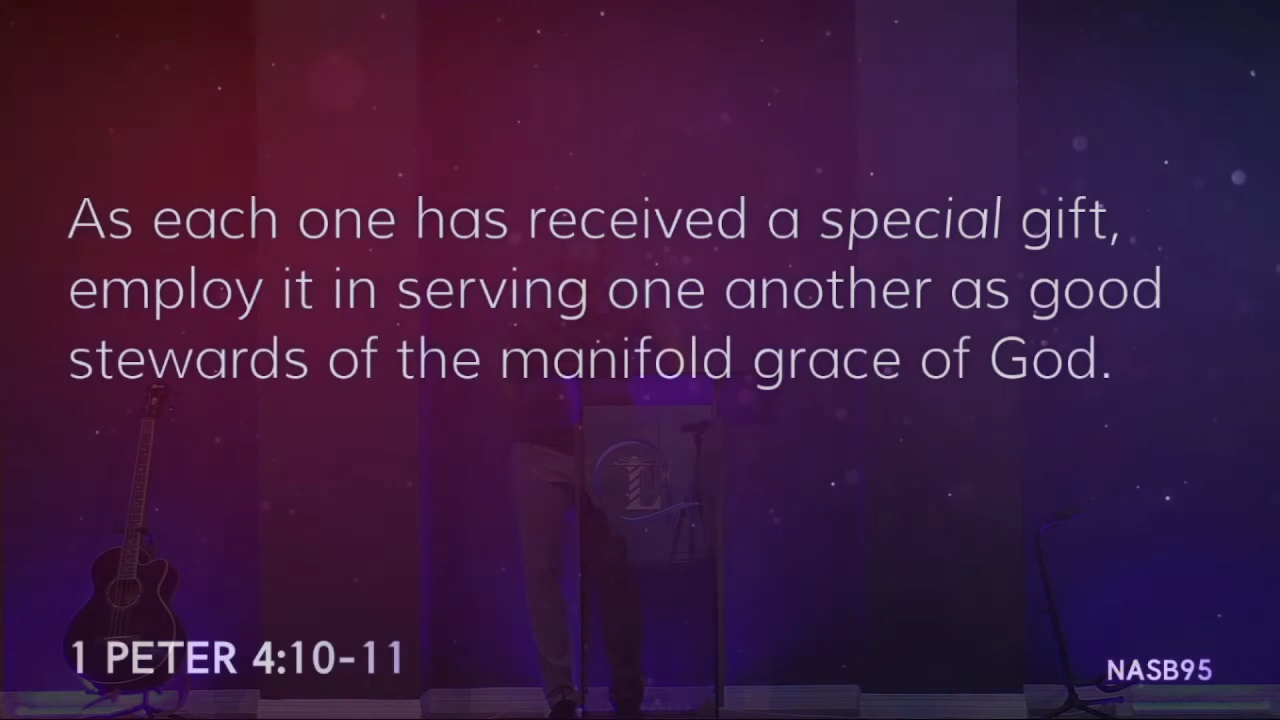 As each one has received a special gift,
employ it in serving one another as good
stewards of the manifold grace of God.
L
1 PETER 4:10-11
NASB95